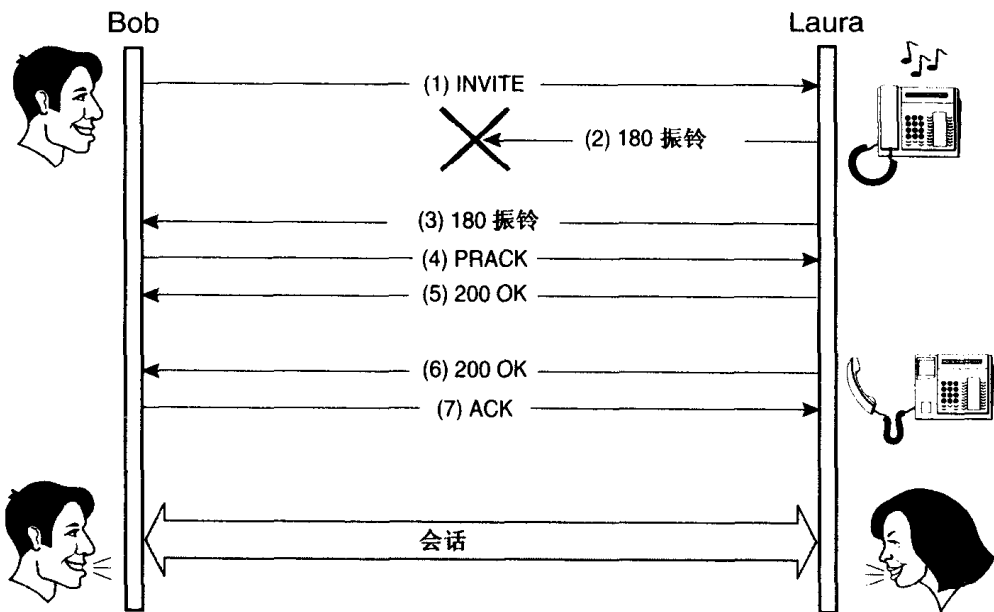 Bob
Laura
(1) INVITE
(2) 180 振铃
(3) 180 振铃
(4) PRACK
(5) 200 OK
(6) 200 OK
(7) ACK
会话